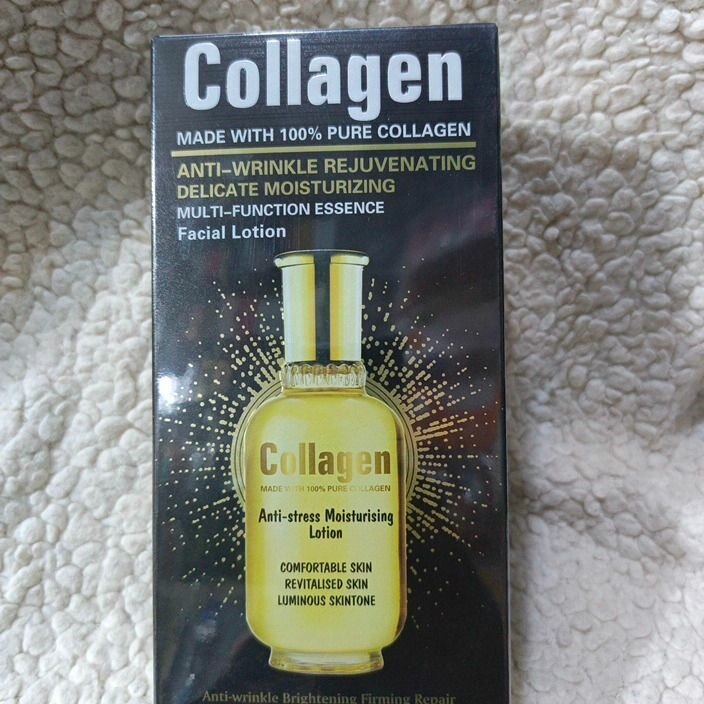 Collagen
MADE WITH 100% PURE COLLAGEN
ANTI-WRINKLE REJUVENATING
DELICATE MOISTURIZING
MULTI-FUNCTION ESSENCE
Facial Lotion
Collagen
MADE WITH 100% PURE COLLAGEN
Anti-stress Moisturising
Lotion
COMFORTABLE SKIN
REVITALISED SKIN
LUMINOUS SKINTONE
Anti-wrinkle Brightening Firming Repair